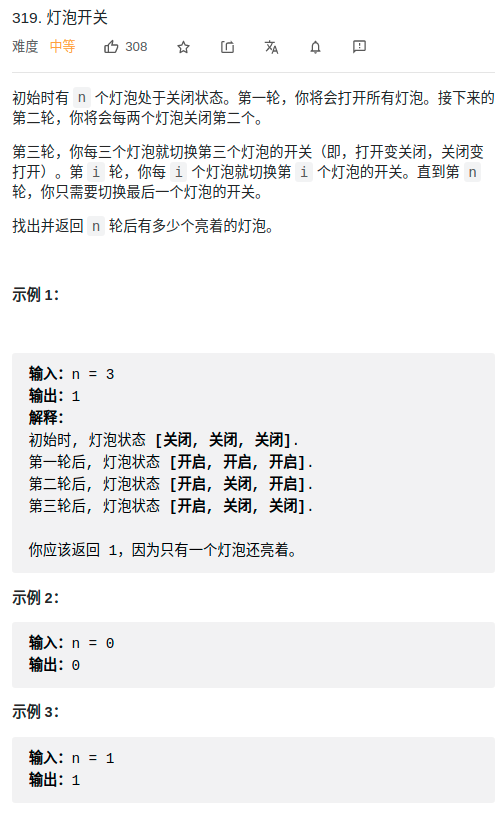 319. 灯泡开关
难度 中等 308
初始时有 n 个灯泡处于关闭状态。第一轮，你将会打开所有灯泡。接下来的
第二轮，你将会每两个灯泡关闭第二个。
第三轮，你每三个灯泡就切换第三个灯泡的开关（即，打开变关闭，关闭变
打开）。第 i 轮，你每 i 个灯泡就切换第 i 个灯泡的开关。直到第 n
轮，你只需要切换最后一个灯泡的开关。
找出并返回 n 轮后有多少个亮着的灯泡。
示例 1：
输入：n = 3
输出：1
解释：
初始时, 灯泡状态 [关闭, 关闭, 关闭].
第一轮后, 灯泡状态 [开启, 开启, 开启].
第二轮后, 灯泡状态 [开启, 关闭, 开启].
第三轮后, 灯泡状态 [开启, 关闭, 关闭].
你应该返回 1，因为只有一个灯泡还亮着。
示例 2：
输入：n = 0
输出：0
示例 3：
输入：n = 1
输出：1